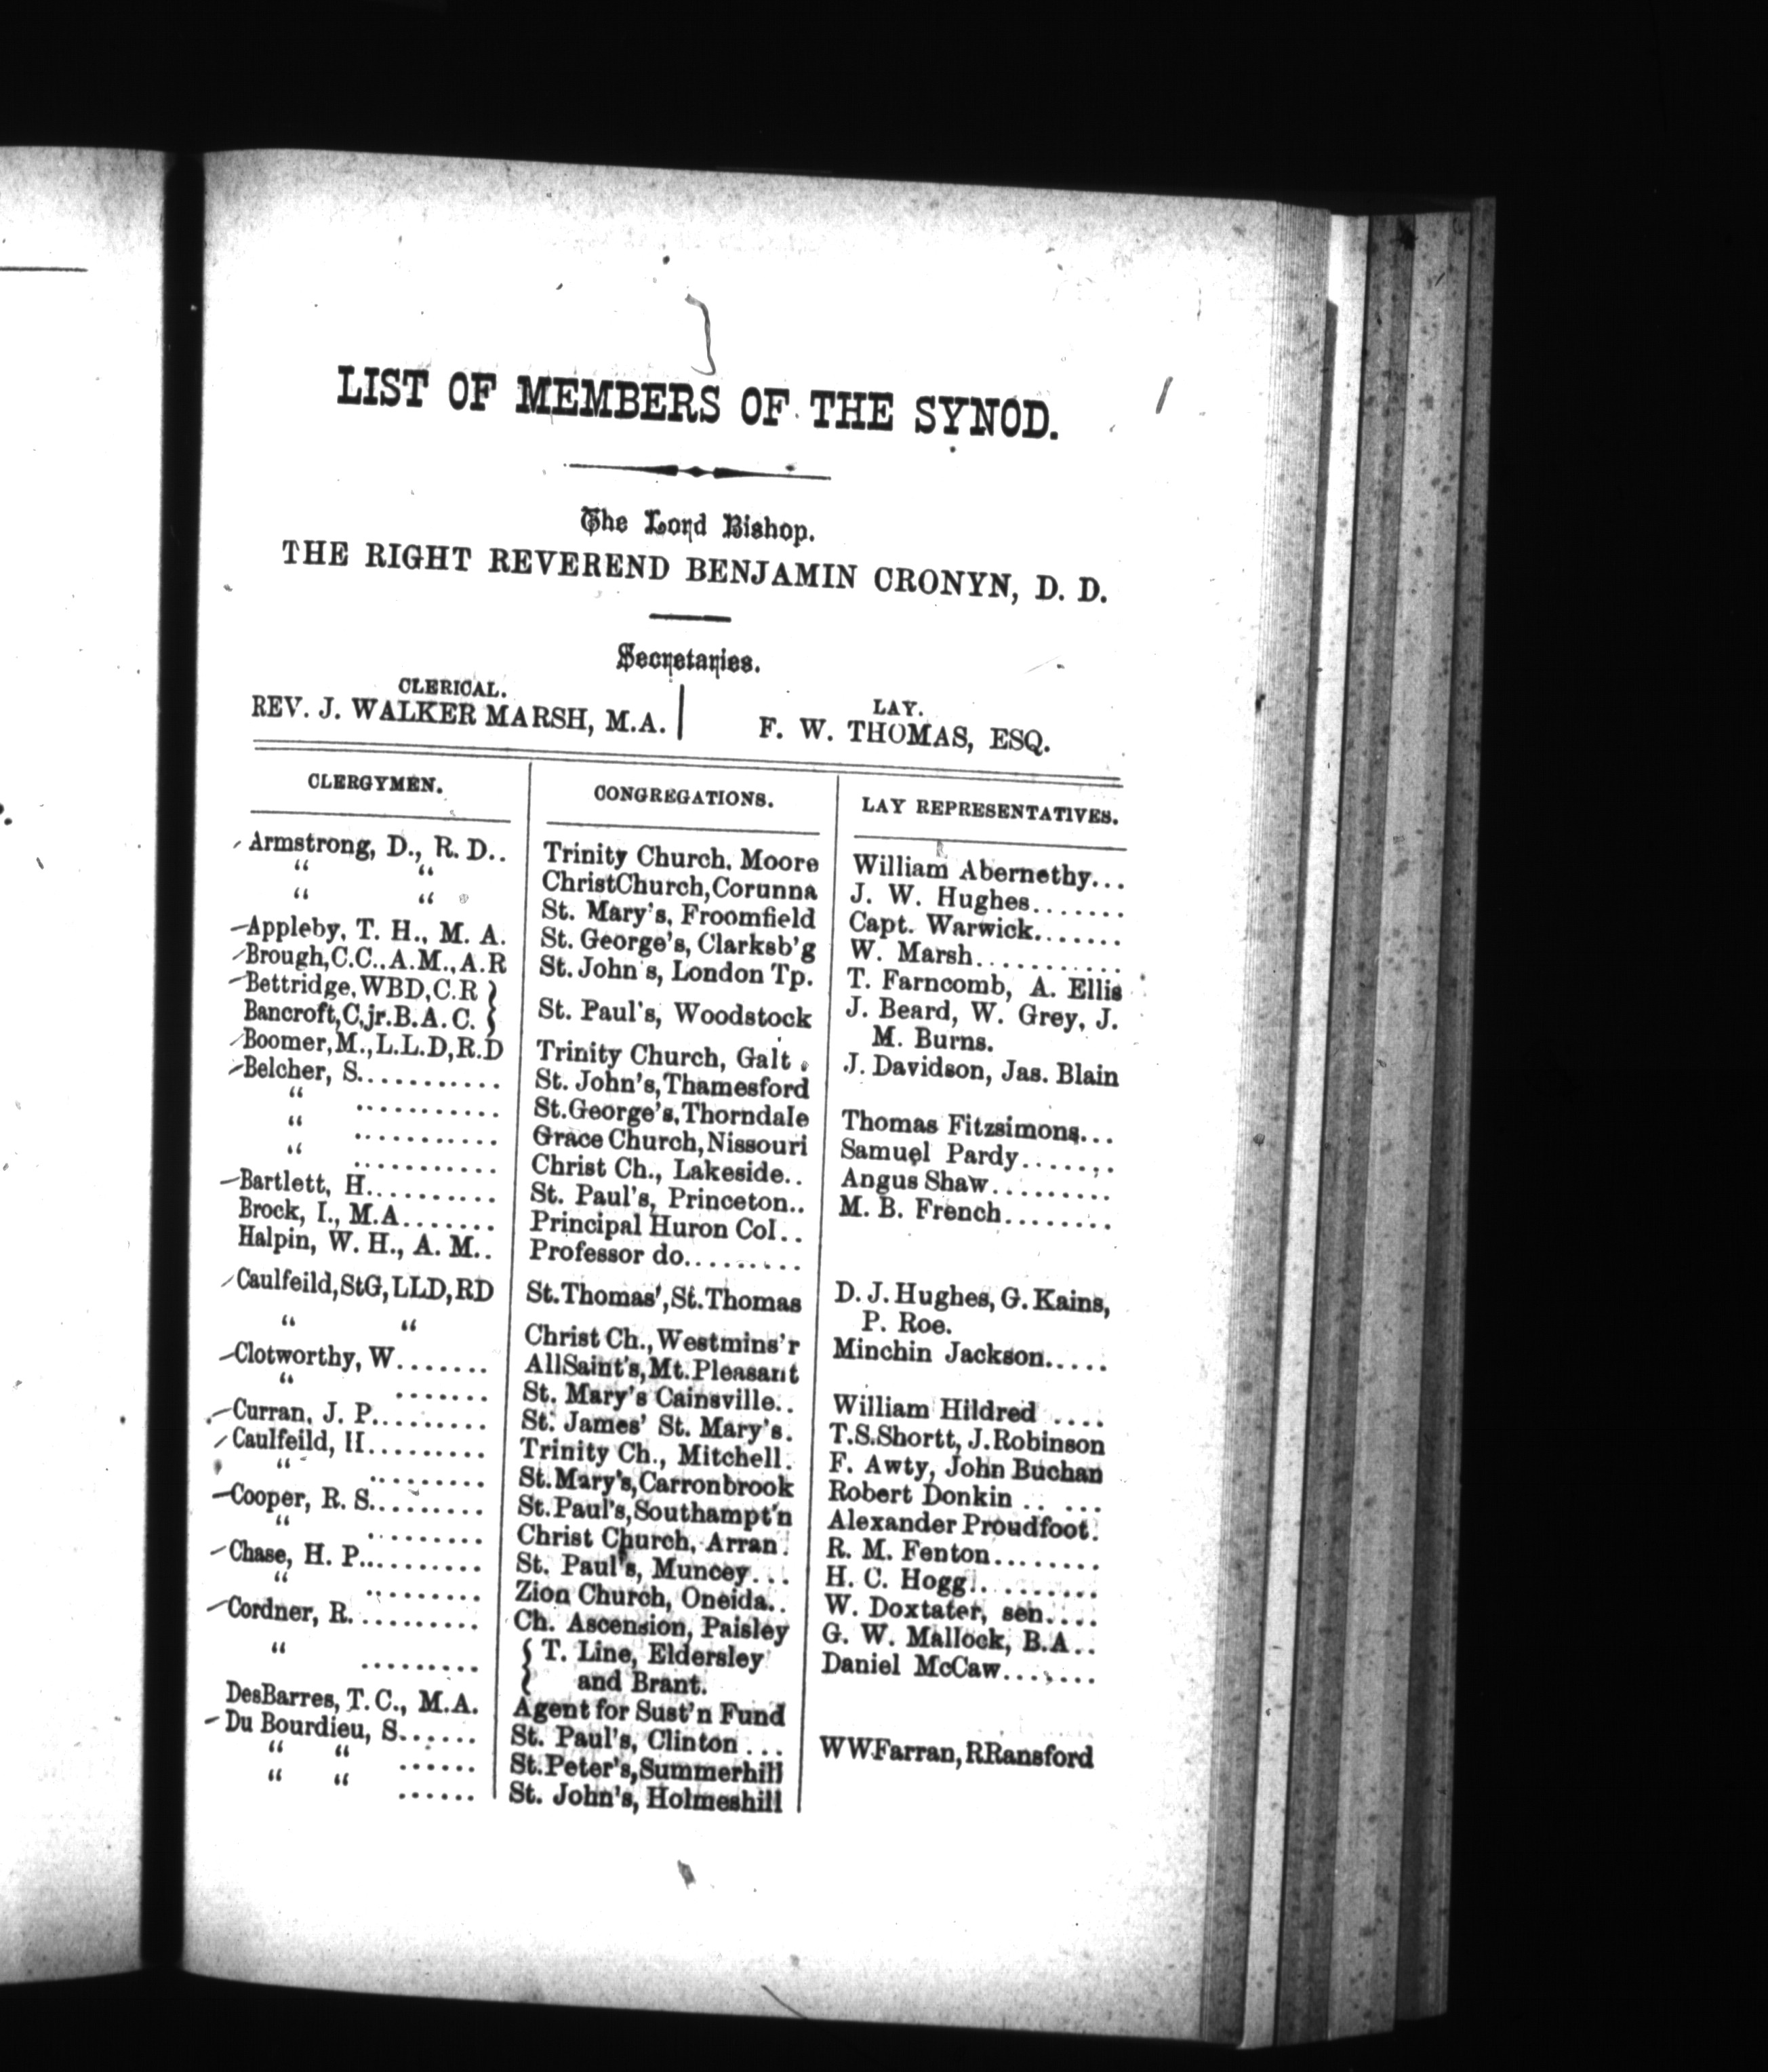 LIST OF MEMBERS OF THE SYNOD.
The Lord Bishop.
THE RIGHT REVEREND BENJAMIN CRONYN, D. D.
Secretaries.
CLERICAL.
REV. J. WALKER MARSH, M.A.
LAY.
F. W. THOMAS, ESQ.
CLERGYMEN. CONGREGATIONS. LAY REPRESENTATIVES.
Armstrong, D., R. D.. Trinity Church. Moore William Abernethy...
“ “ ChristChurch, Corunna J. W. Hughes.......
“ “ St. Mary's, Froomfield Capt. Warwick.......
Appleby, T. H., M. A. St. George's, Clarksb'g W. Marsh...........
Brough,C.C.,A.M.,A.R St. John's, London Tp. T. Farncomb, A. Ellis
Bettridge,WBD,C.R }
Bancroft,C,jr.B.A.C. } St. Paul's, Woodstock J. Beard, W. Grey, J.
M. Burns.
Boomer,M.,L.L.D,R.D Trinity Church, Galt . J. Davidson, Jas. Blain
Belcher, S........... St. John's, Thamesford
“ .......... St.George's,Thorndale Thomas Fitzsimons...
“ .......... Grace Church,Nissouri Samuel Pardy.......
“ .......... Christ Ch., Lakeside.. Angus Shaw.........
Bartlett, H.......... St. Paul's, Princeton.. M. B. French........
Brock, I., M.A....... Principal Huron Col..
Halpin, W. H., A. M.. Professor do.........
Caulfeild,StG,LLD,RD St.Thomas',St.Thomas D. J. Hughes, G. Kains,
P. Roe.
“ “ Christ Ch.,Westmins'r Minchin Jackson.....
Clotworthy, W....... AllSaint's,Mt.Pleasant
“ ....... St. Mary's Cainsville.. William Hildred ....
Curran, J. P......... St. James' St. Mary's. T.S.Shortt, J.Robinson
Caulfeild, H......... Trinity Ch., Mitchell. F. Awty, John Buchan
“ ......... St.Mary's,Carronbrook Robert Donkin .. ...
Cooper, R. S......... St.Paul's,Southampt'n Alexander Proudfoot.
“ ......... Christ Church, Arran. R. M. Fenton........
Chase, H. P.......... St. Paul's, Muncey... H. C. Hogg.. .......
“ ......... Zion Church, Oneida.. W. Doxtater, sen....
Cordner, R. ......... Ch. Ascension, Paisley G. W. Mallock, B.A..
“ ......... { T. Line, Eldersley Daniel McCaw.......
{ and Brant.
DesBarres, T. C., M.A. Agent for Sust'n Fund
Du Bourdieu, S...... St. Paul's, Clinton ... WWFarran, RRansford
“ “ ...... St.Peter's,Summerhill
“ “ ...... St. John's, Holmeshill